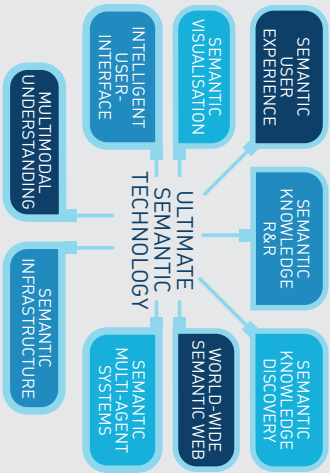 SEMANTIC
USER
EXPERIENCE
SEMANTIC
KNOWLEDGE
R&R
SEMANTIC
KNOWLEDGE
DISCOVERY
SEMANTIC
VISUALISATION
WORLD-WIDE
SEMANTIC WEB
ULTIMATE
SEMANTIC
TECHNOLOGY
INTELLIGENT
USER-
INTERFACE
SEMANTIC
MULTI-AGENT
SYSTEMS
MULTIMODAL
UNDERSTANDING
SEMANTIC
INFRASTRUCTURE